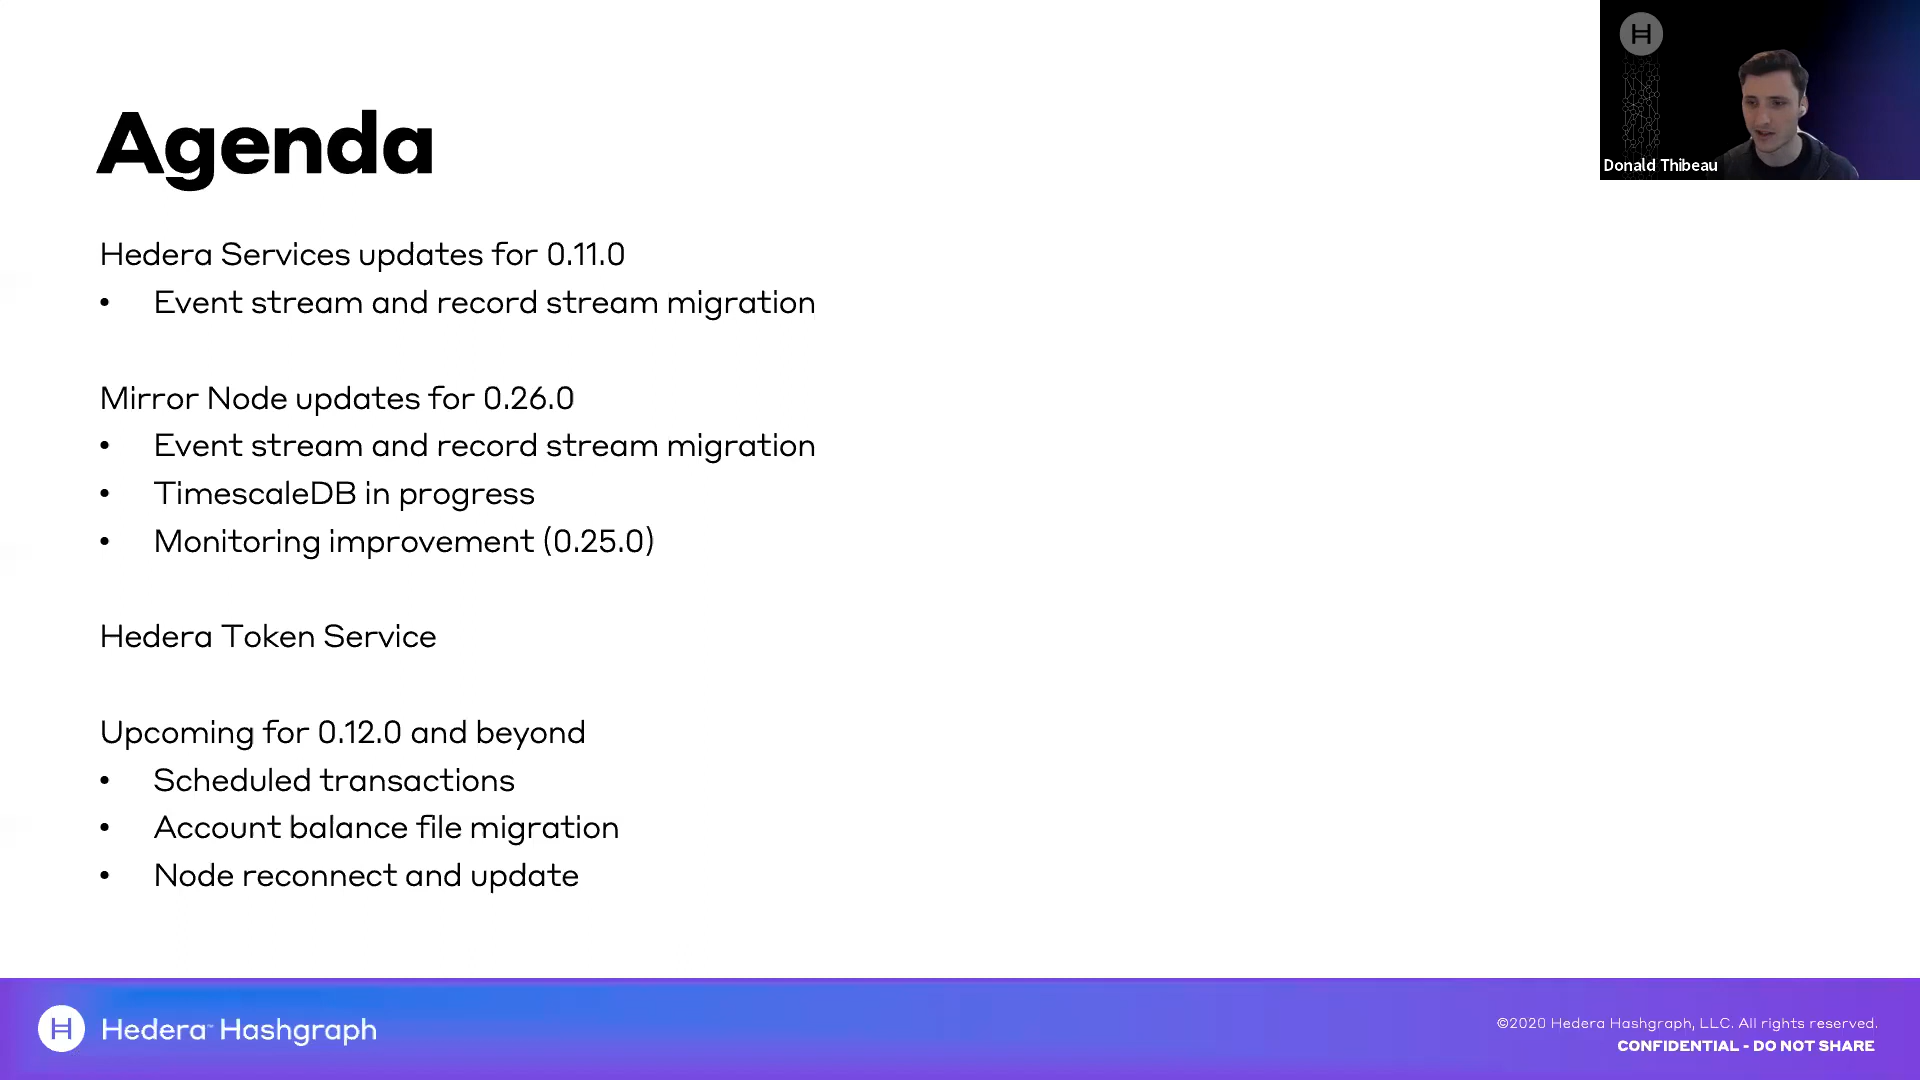 Agenda
Donald Thibeau
Hedera Services updates for 0.11.0
• Event stream and record stream migration
Mirror Node updates for 0.26.0
• Event stream and record stream migration
• TimescaleDB in progress
• Monitoring improvement (0.25.0)
Hedera Token Service
Upcoming for 0.12.0 and beyond
• Scheduled transactions
• Account balance file migration
• Node reconnect and update
Hedera™ Hashgraph
©2020 Hedera Hashgraph, LLC. All rights reserved.
CONFIDENTIAL - DO NOT SHARE